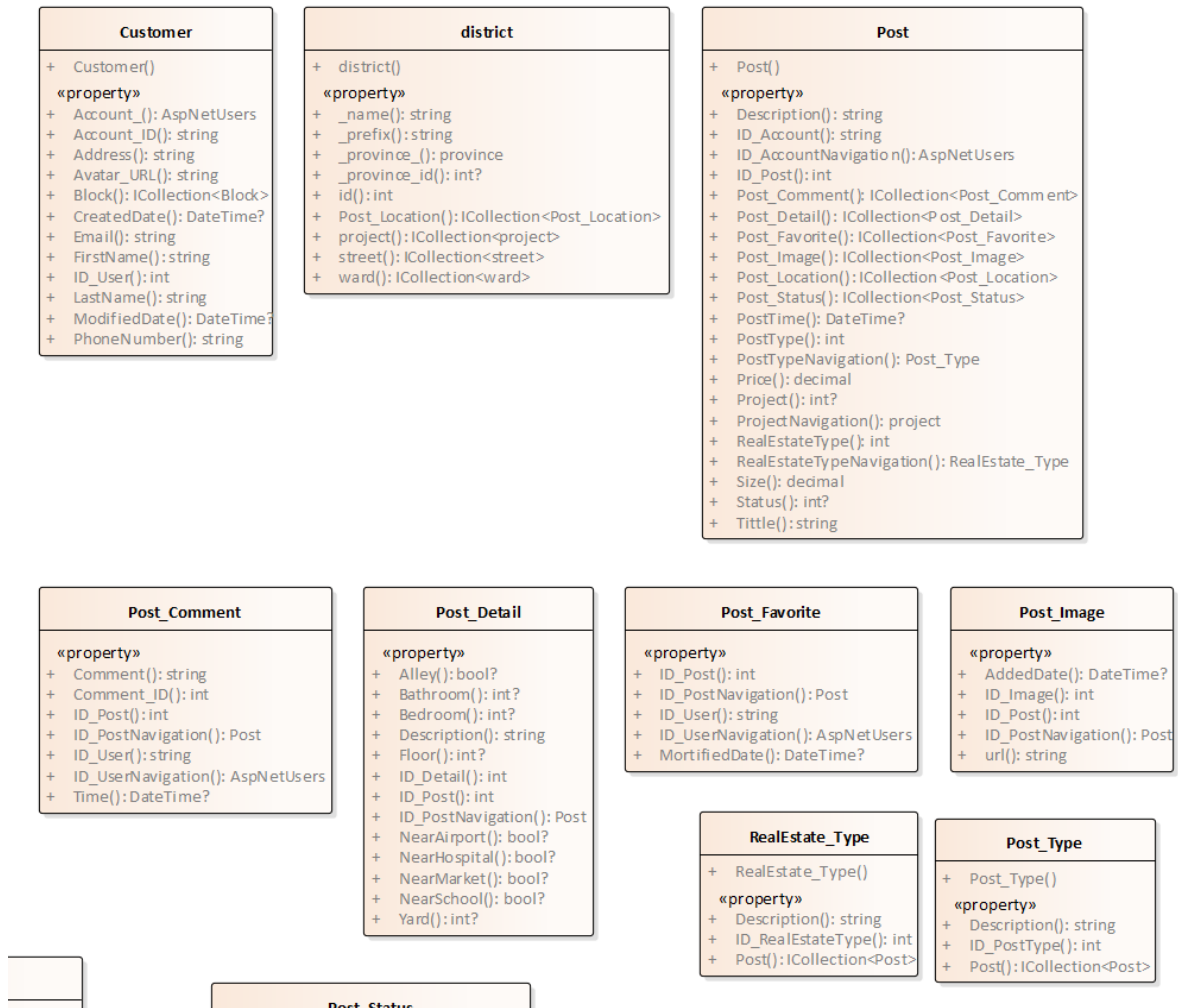 Customer
+ Customer()
«property»
+ Account_(): AspNetUsers
+ Account_ID(): string
+ Address(): string
+ Avatar_URL(): string
+ Block(): ICollection<Block>
+ CreatedDate(): DateTime?
+ Email(): string
+ FirstName(): string
+ ID_User(): int
+ LastName(): string
+ ModifiedDate(): DateTime?
+ PhoneNumber(): string
district
+ district()
«property»
+ _name(): string
+ _prefix(): string
+ _province_(): province
+ _province_id(): int?
+ id(): int
+ Post_Location(): ICollection<Post_Location>
+ project(): ICollection<project>
+ street(): ICollection<street>
+ ward(): ICollection<ward>
Post
+ Post()
«property»
+ Description(): string
+ ID_Account(): string
+ ID_AccountNavigation(): AspNetUsers
+ ID_Post(): int
+ Post_Comment(): ICollection<Post_Comment>
+ Post_Detail(): ICollection<Post_Detail>
+ Post_Favorite(): ICollection<Post_Favorite>
+ Post_Image(): ICollection<Post_Image>
+ Post_Location(): ICollection<Post_Location>
+ Post_Status(): ICollection<Post_Status>
+ PostTime(): DateTime?
+ PostType(): int
+ PostTypeNavigation(): Post_Type
+ Price(): decimal
+ Project(): int?
+ ProjectNavigation(): project
+ RealEstateType(): int
+ RealEstateTypeNavigation(): RealEstate_Type
+ Size(): decimal
+ Status(): int?
+ Tittle(): string
Post_Comment
«property»
+ Comment(): string
+ Comment_ID(): int
+ ID_Post(): int
+ ID_PostNavigation(): Post
+ ID_User(): string
+ ID_UserNavigation(): AspNetUsers
+ Time(): DateTime?
Post_Detail
«property»
+ Alley(): bool?
+ Bathroom(): int?
+ Bedroom(): int?
+ Description(): string
+ Floor(): int?
+ ID_Detail(): int
+ ID_Post(): int
+ ID_PostNavigation(): Post
+ NearAirport(): bool?
+ NearHospital(): bool?
+ NearMarket(): bool?
+ NearSchool(): bool?
+ Yard(): int?
Post_Favorite
«property»
+ ID_Post(): int
+ ID_PostNavigation(): Post
+ ID_User(): string
+ ID_UserNavigation(): AspNetUsers
+ MortifiedDate(): DateTime?
Post_Image
«property»
+ AddedDate(): DateTime?
+ ID_Image(): int
+ ID_Post(): int
+ ID_PostNavigation(): Post
+ url(): string
RealEstate_Type
+ RealEstate_Type()
«property»
+ Description(): string
+ ID_RealEstateType(): int
+ Post(): ICollection<Post>
Post_Type
+ Post_Type()
«property»
+ Description(): string
+ ID_PostType(): int
+ Post(): ICollection<Post>
Post_Status